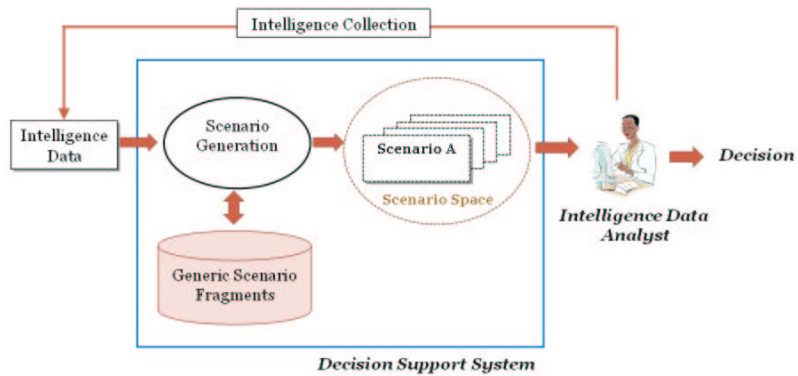 Intelligence Collection
Intelligence
Data
Scenario
Generation
Scenario A
Scenario Space
Generic Scenario
Fragments
Intelligence Data
Analyst
Decision
Decision Support System